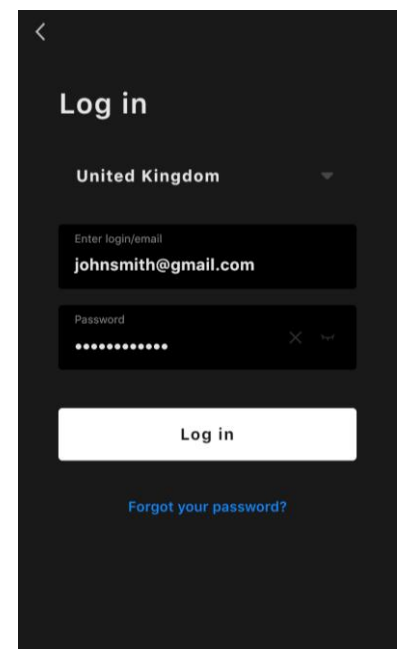 Log in
United Kingdom
Enter login/email
johnsmith@gmail.com
Password
••••••••••••
Log in
Forgot your password?